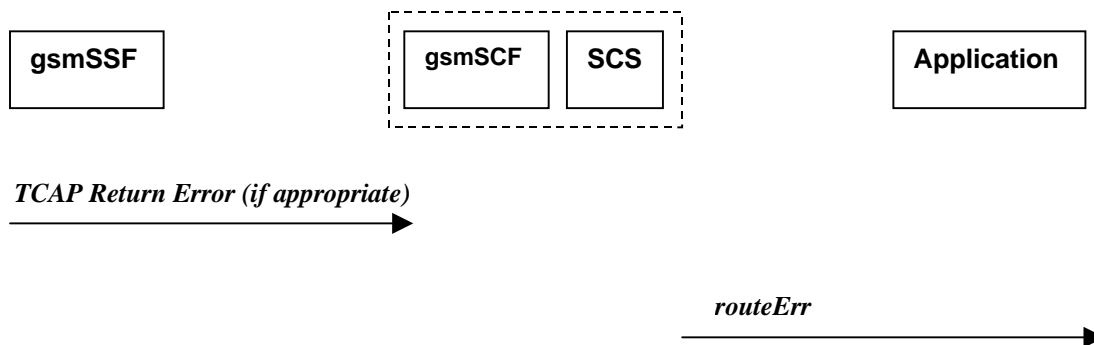 gsmSSF
gsmSCF
SCS
Application
TCAP Return Error (if appropriate)
routeErr